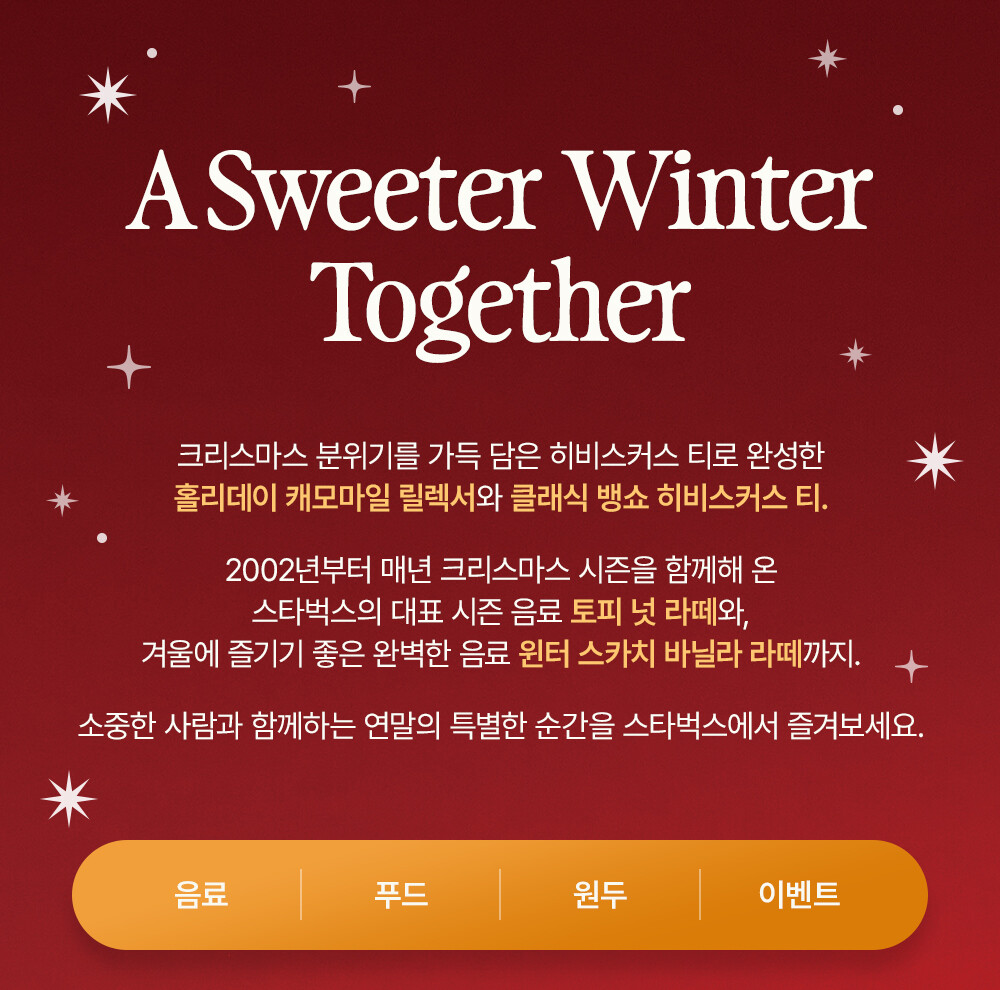 A Sweeter Winter
Together
크리스마스 분위기를 가득 담은 히비스커스 티로 완성한
홀리데이 캐모마일 릴렉서와 클래식 뱅쇼 히비스커스 티.
2002년부터 매년 크리스마스 시즌을 함께해 온
스타벅스의 대표 시즌 음료 토피 넛 라떼와,
겨울에 즐기기 좋은 완벽한 음료 윈터 스카치 바닐라 라떼까지.
소중한 사람과 함께하는 연말의 특별한 순간을 스타벅스에서 즐겨보세요.
음료 푸드 원두 이벤트